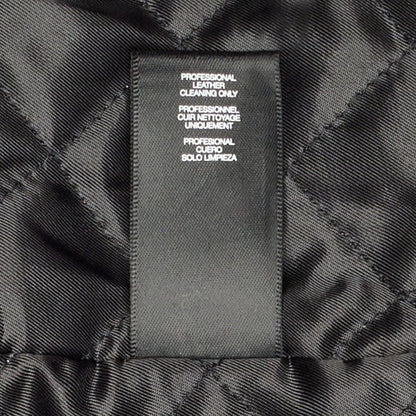 PROFESSIONAL
LEATHER
CLEANING ONLY
PROFESSIONNEL
CUIR NETTOYAGE
UNIQUEMENT
PROFESIONAL
CUERO
SOLO LIMPIEZA